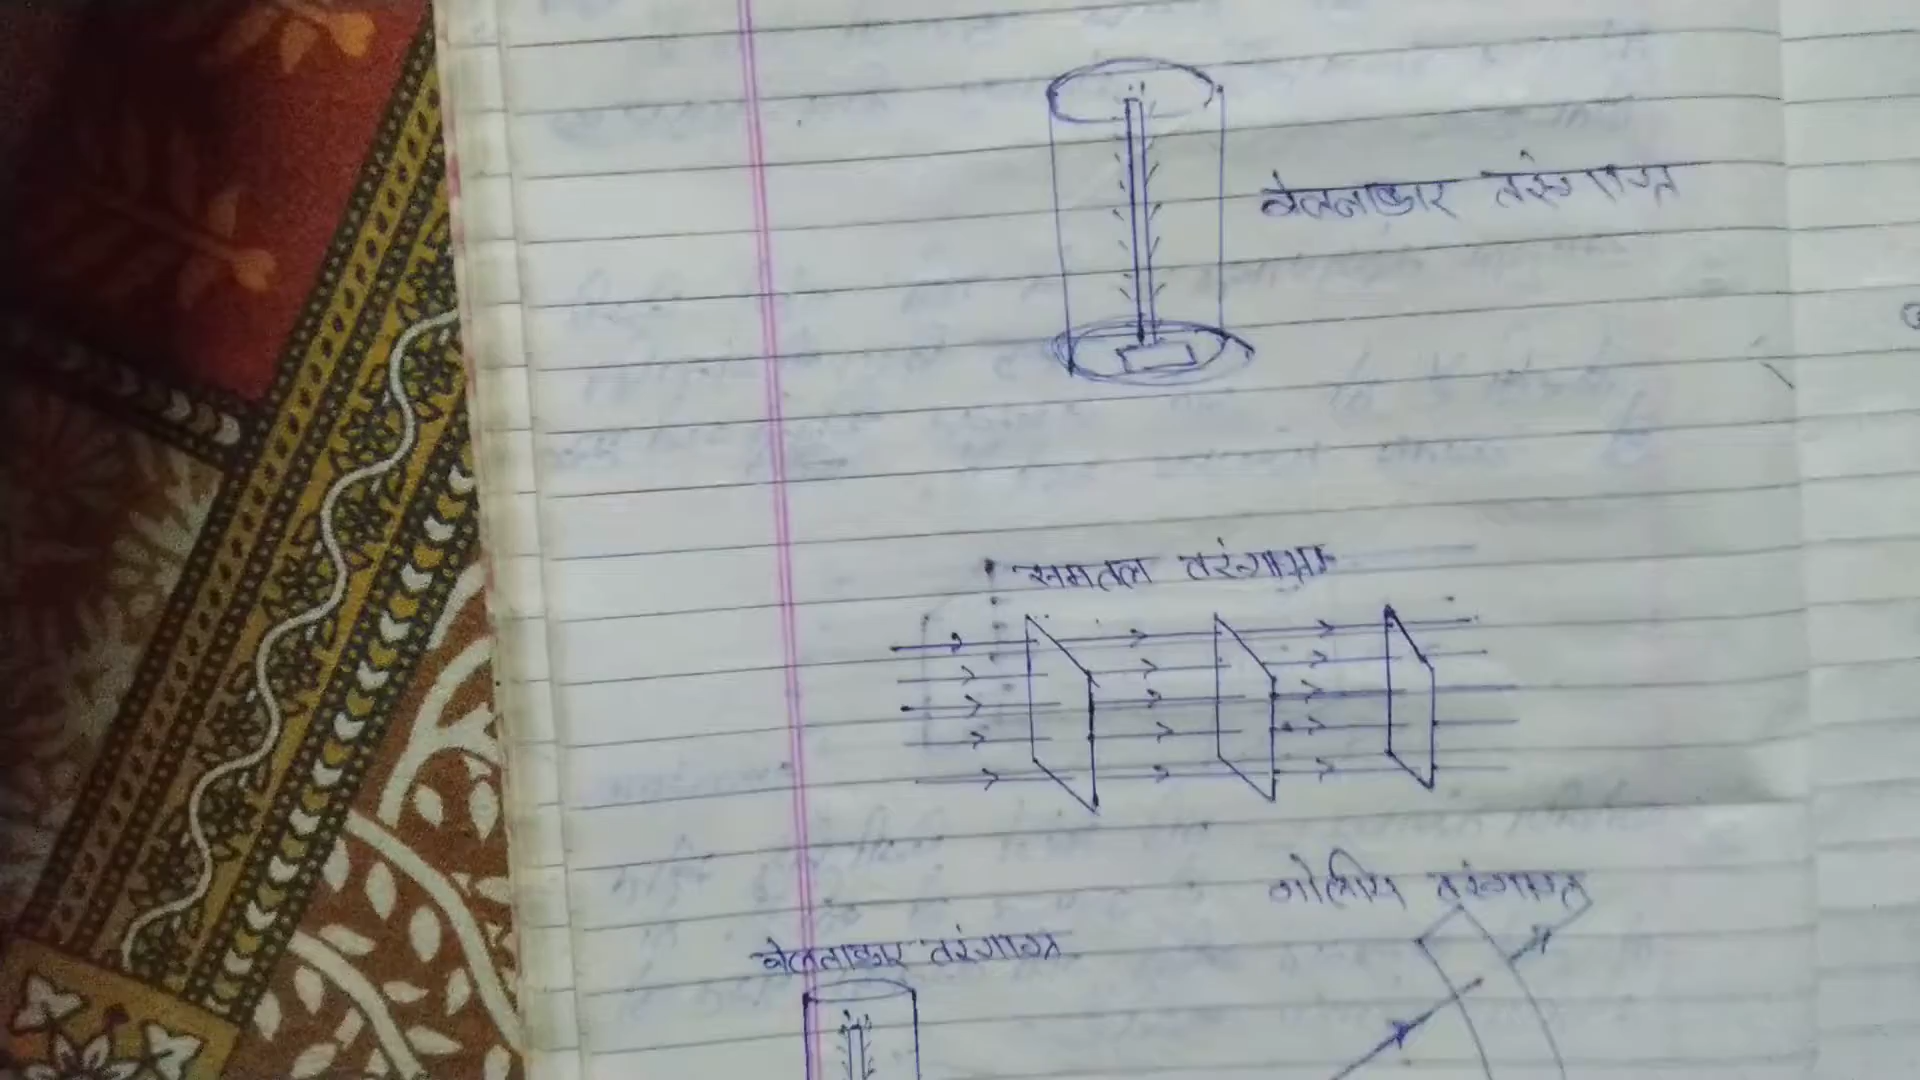 बेलनाकार तरंगाग्र
समतल तरंगाग्र
गोलीय तरंगाग्र
बेलनाकार तरंगाग्र